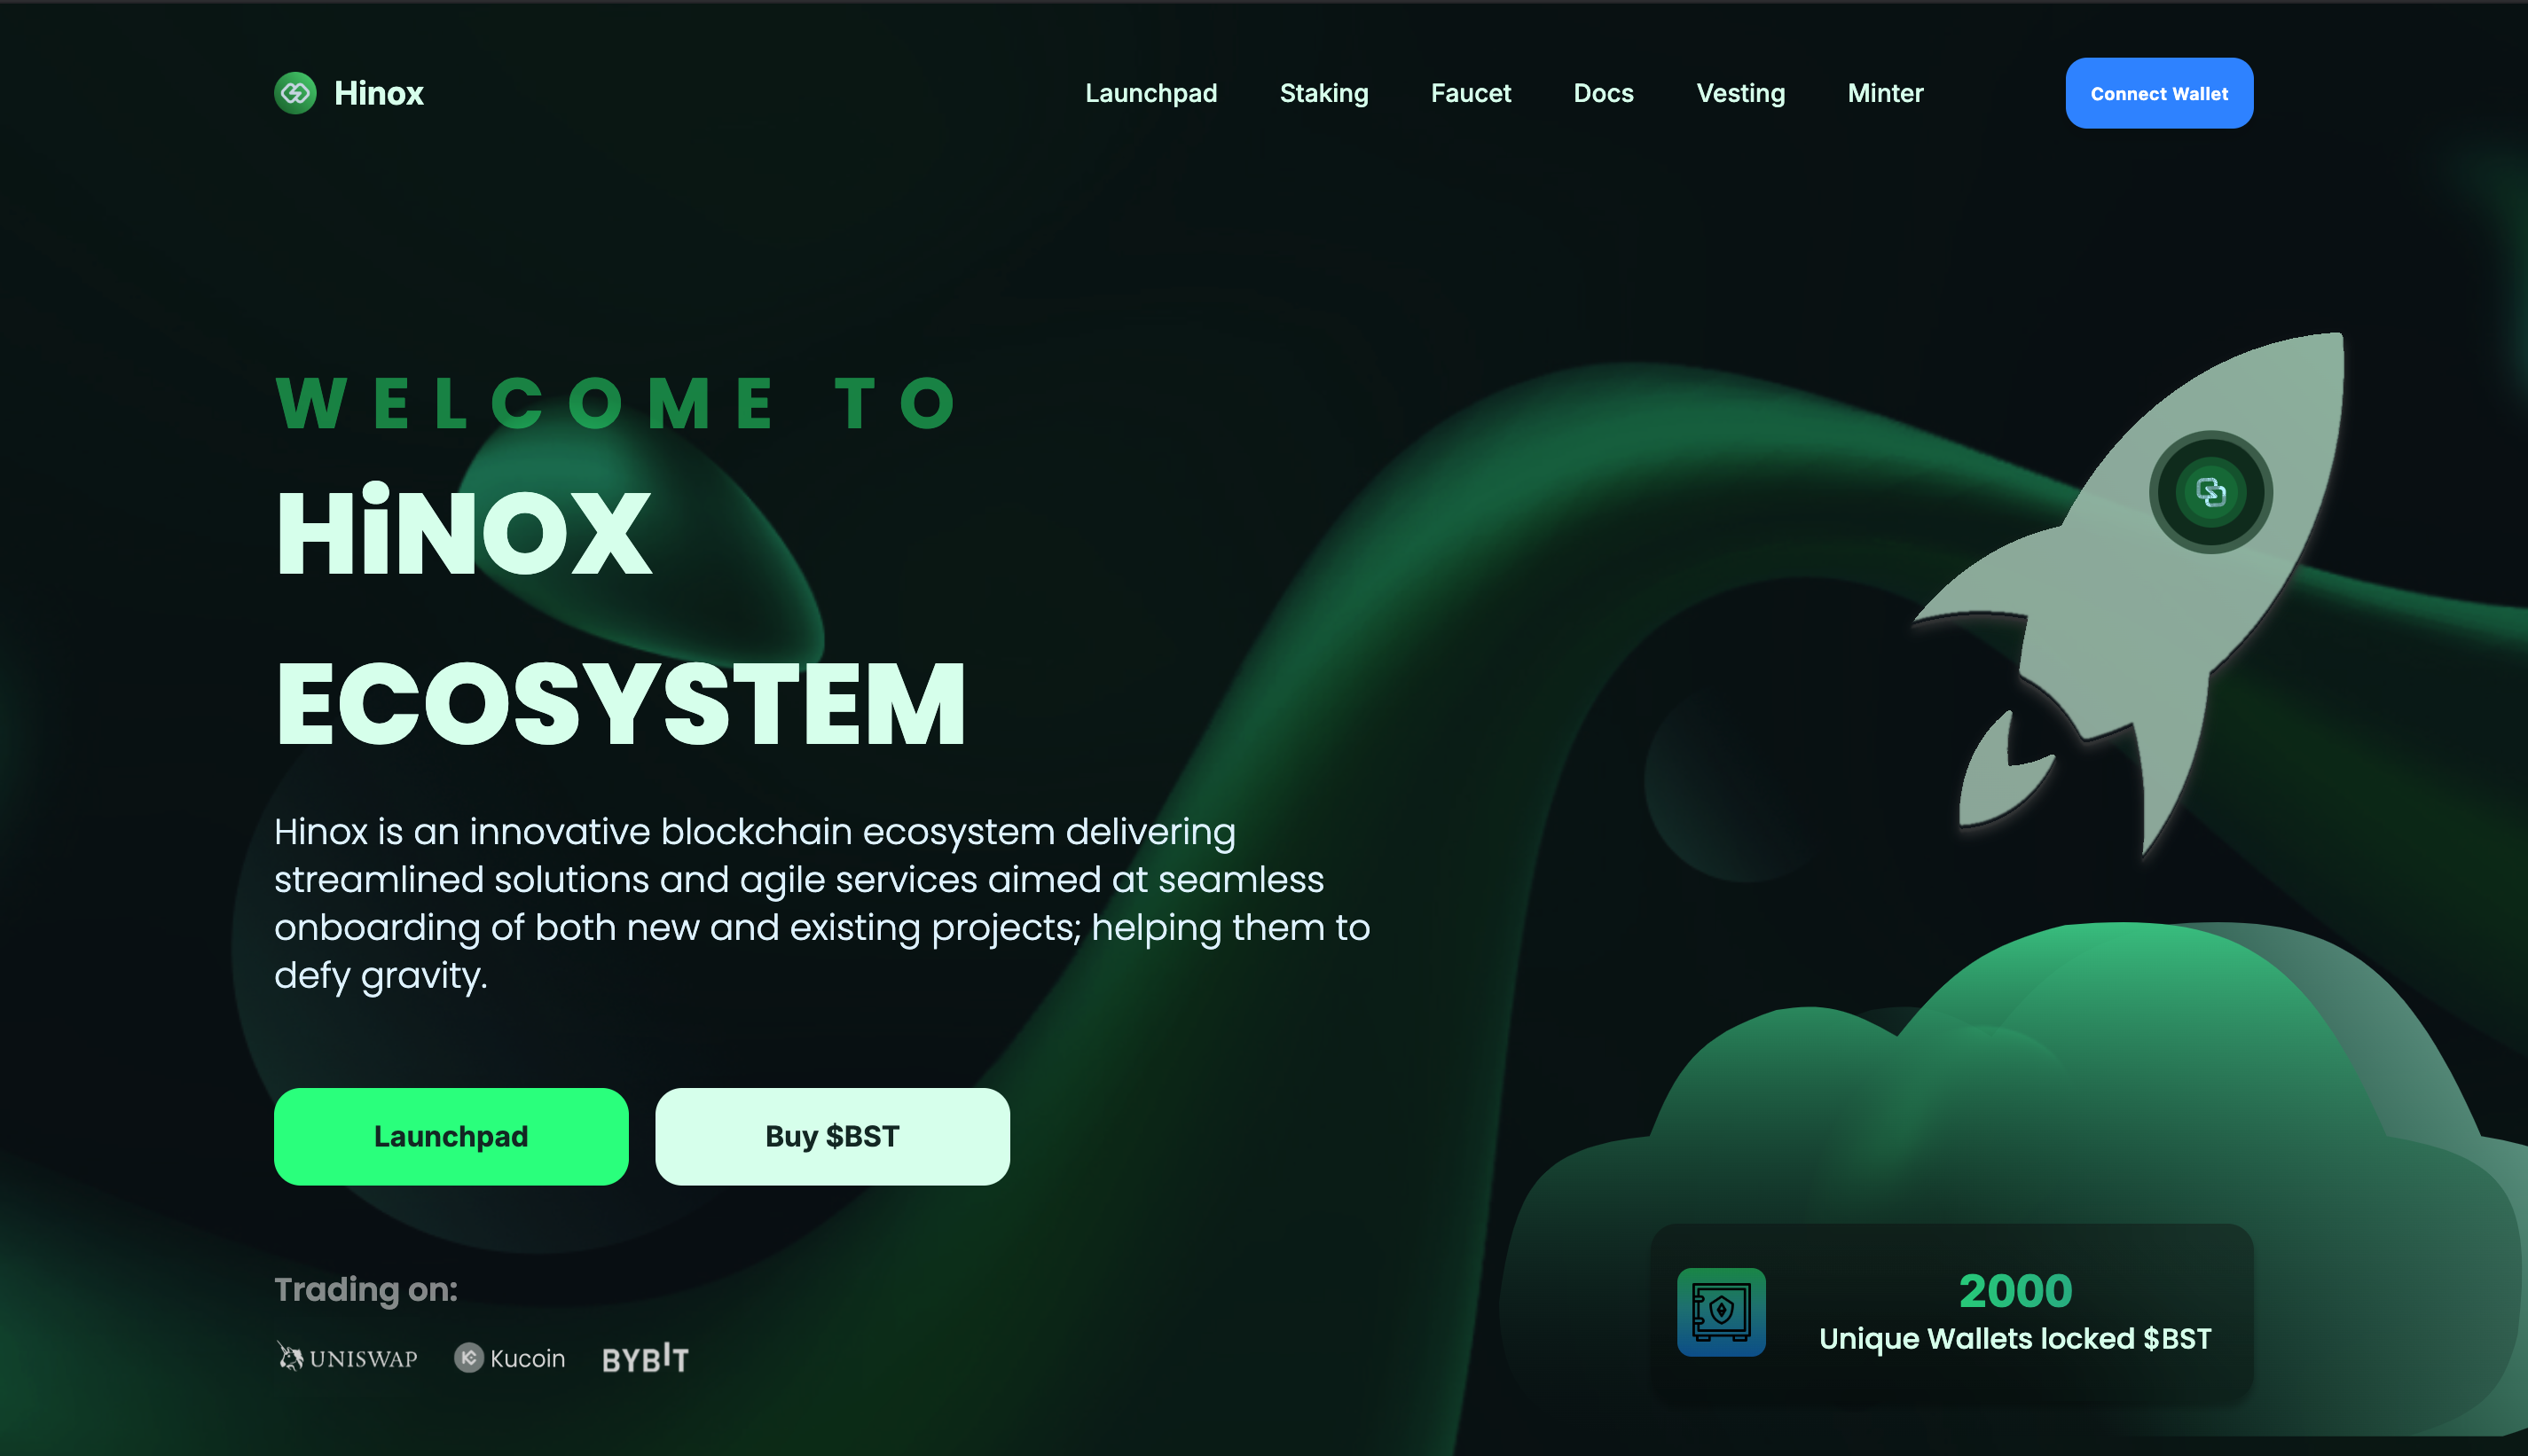 Hinox
Launchpad Staking Faucet Docs Vesting Minter
Connect Wallet
WELCOME TO
HiNOX
ECOSYSTEM
Hinox is an innovative blockchain ecosystem delivering
streamlined solutions and agile services aimed at seamless
onboarding of both new and existing projects; helping them to
defy gravity.
Launchpad
Buy $BST
Trading on:
UNISWAP
Kucoin
BYBIT
2000
Unique Wallets locked $BST